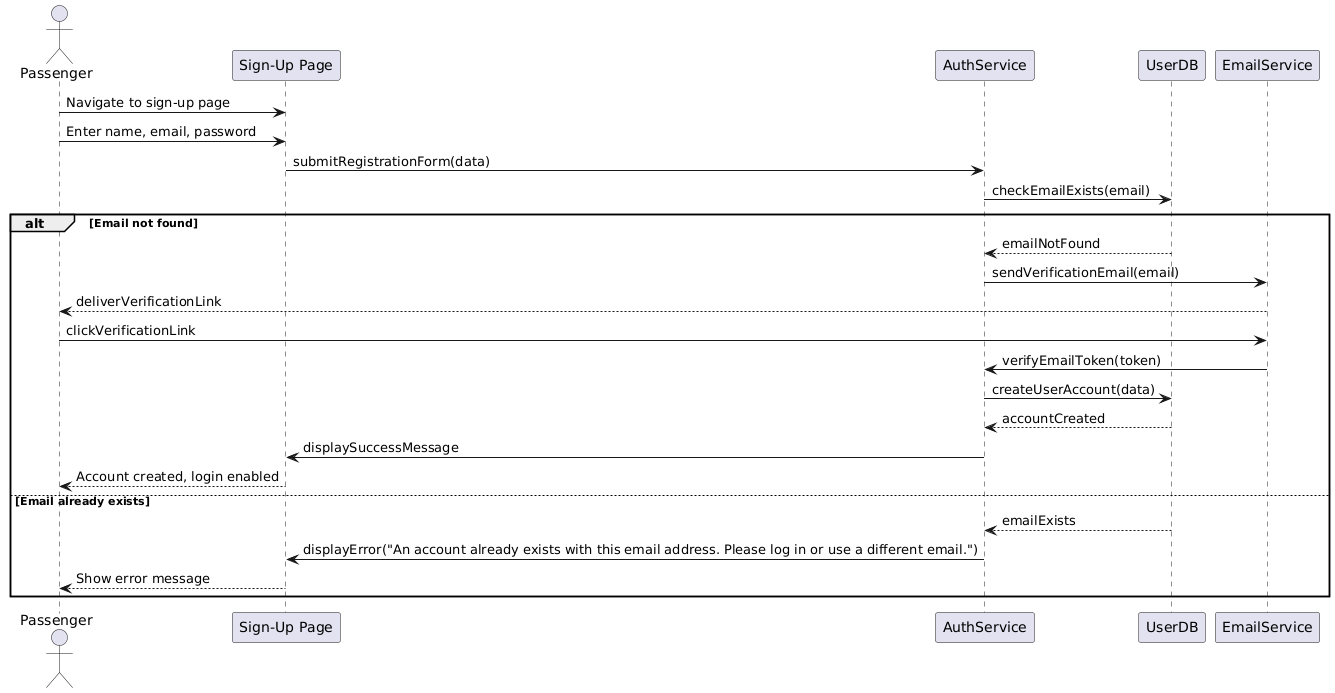 Passenger
Sign-Up Page
AuthService
UserDB
EmailService
Navigate to sign-up page
Enter name, email, password
submitRegistrationForm(data)
checkEmailExists(email)
alt
[Email not found]
emailNotFound
sendVerificationEmail(email)
deliverVerificationLink
clickVerificationLink
verifyEmailToken(token)
createUserAccount(data)
accountCreated
displaySuccessMessage
Account created, login enabled
[Email already exists]
emailExists
displayError("An account already exists with this email address. Please log in or use a different email.")
Show error message
Passenger
Sign-Up Page
AuthService
UserDB
EmailService